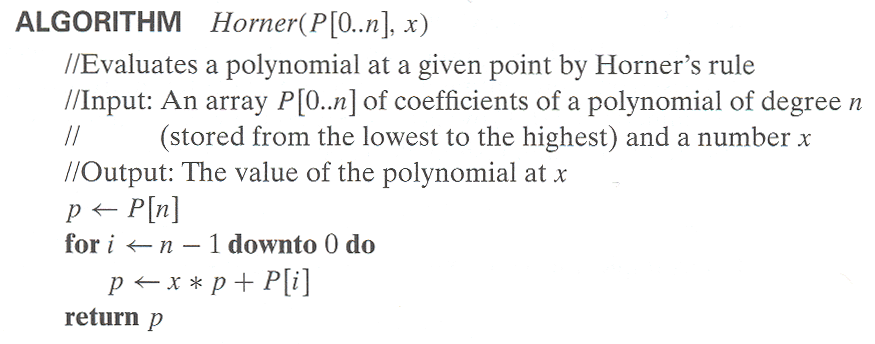 ALGORITHM Horner(P[0..n], x)
//Evaluates a polynomial at a given point by Horner’s rule
//Input: An array P[0..n] of coefficients of a polynomial of degree n
// (stored from the lowest to the highest) and a number x
//Output: The value of the polynomial at x
p ← P[n]
for i ← n − 1 downto 0 do
p ← x * p + P[i]
return p